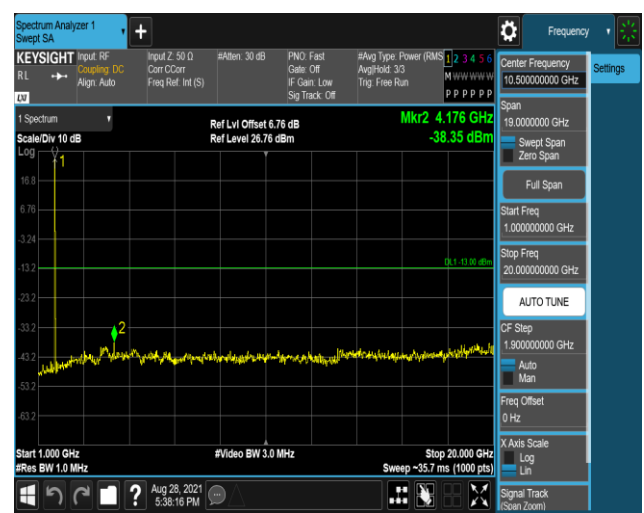 Spectrum Analyzer 1
Swept SA
+
Frequency
KEYSIGHT
RL
LXI
Input: RF
Coupling: DC
Align: Auto
Input Z: 50 Ω
Corr CCorr
Freq Ref: Int (S)
#Atten: 30 dB
PNO: Fast
Gate: Off
IF Gain: Low
Sig Track: Off
#Avg Type: Power (RMS
Avg|Hold: 3/3
Trig: Free Run
1 2 3 4 5 6
M W W W W W
P P P P P P
1 Spectrum
Scale/Div 10 dB
Log
Ref Lvl Offset 6.76 dB
Ref Level 26.76 dBm
Mkr2 4.176 GHz
-38.35 dBm
1
16.8
6.76
-3.24
-13.2
DL1 -13.00 dBm
-23.2
-33.2
2
-43.2
-53.2
-63.2
Start 1.000 GHz
#Res BW 1.0 MHz
#Video BW 3.0 MHz
Stop 20.000 GHz
Sweep ~35.7 ms (1000 pts)
Aug 28, 2021
5:38:16 PM
?
Center Frequency
10.500000000 GHz
Settings
Span
19.0000000 GHz
Swept Span
Zero Span
Full Span
Start Freq
1.000000000 GHz
Stop Freq
20.000000000 GHz
AUTO TUNE
CF Step
1.900000000 GHz
Auto
Man
Freq Offset
0 Hz
X Axis Scale
Log
Lin
Signal Track
(Span Zoom)